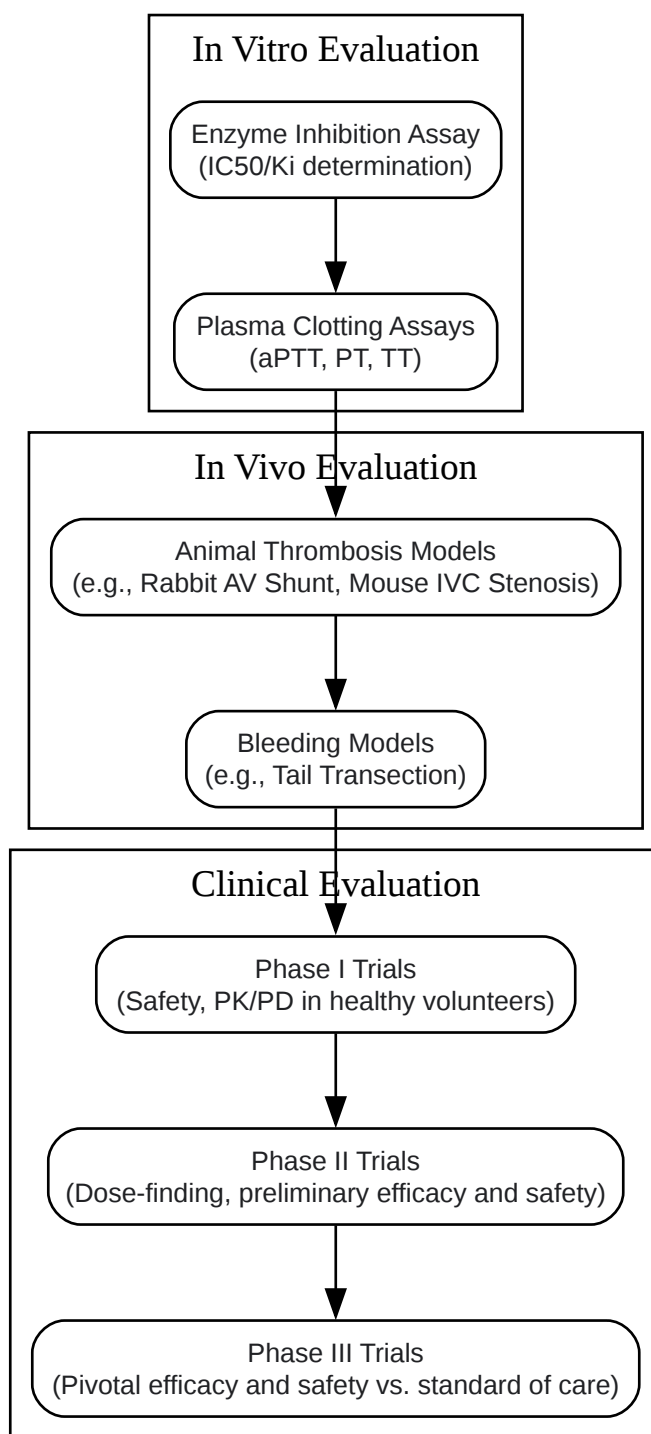 In Vitro Evaluation
Enzyme Inhibition Assay
(IC50/Ki determination)
Plasma Clotting Assays
(aPTT, PT, TT)
In Vivo Evaluation
Animal Thrombosis Models
(e.g., Rabbit AV Shunt, Mouse IVC Stenosis)
Bleeding Models
(e.g., Tail Transection)
Clinical Evaluation
Phase I Trials
(Safety, PK/PD in healthy volunteers)
Phase II Trials
(Dose-finding, preliminary efficacy and safety)
Phase III Trials
(Pivotal efficacy and safety vs. standard of care)